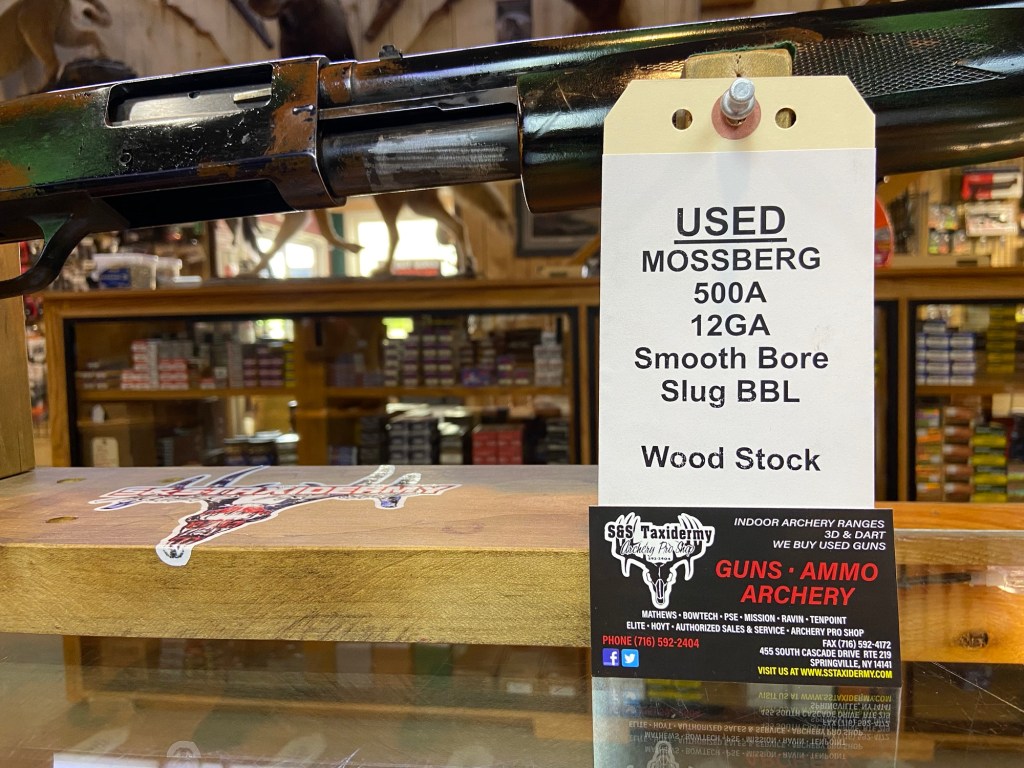 USED
MOSSBERG
500A
12GA
Smooth Bore
Slug BBL
Wood Stock
S&S TAXIDERMY
S&S Taxidermy
Archery Pro Shop
INDOOR ARCHERY RANGES
3D & DART
WE BUY USED GUNS
GUNS · AMMO
ARCHERY
MATHEWS · BOWTECH · PSE · MISSION · RAVIN · TENPOINT
ELITE · HOYT · AUTHORIZED SALES & SERVICE · ARCHERY PRO SHOP
PHONE (716) 592-2404
FAX (716) 592-4172
455 SOUTH CASCADE DRIVE RTE 219
SPRINGVILLE, NY 14141
VISIT US AT WWW.SSTAXIDERMY.COM